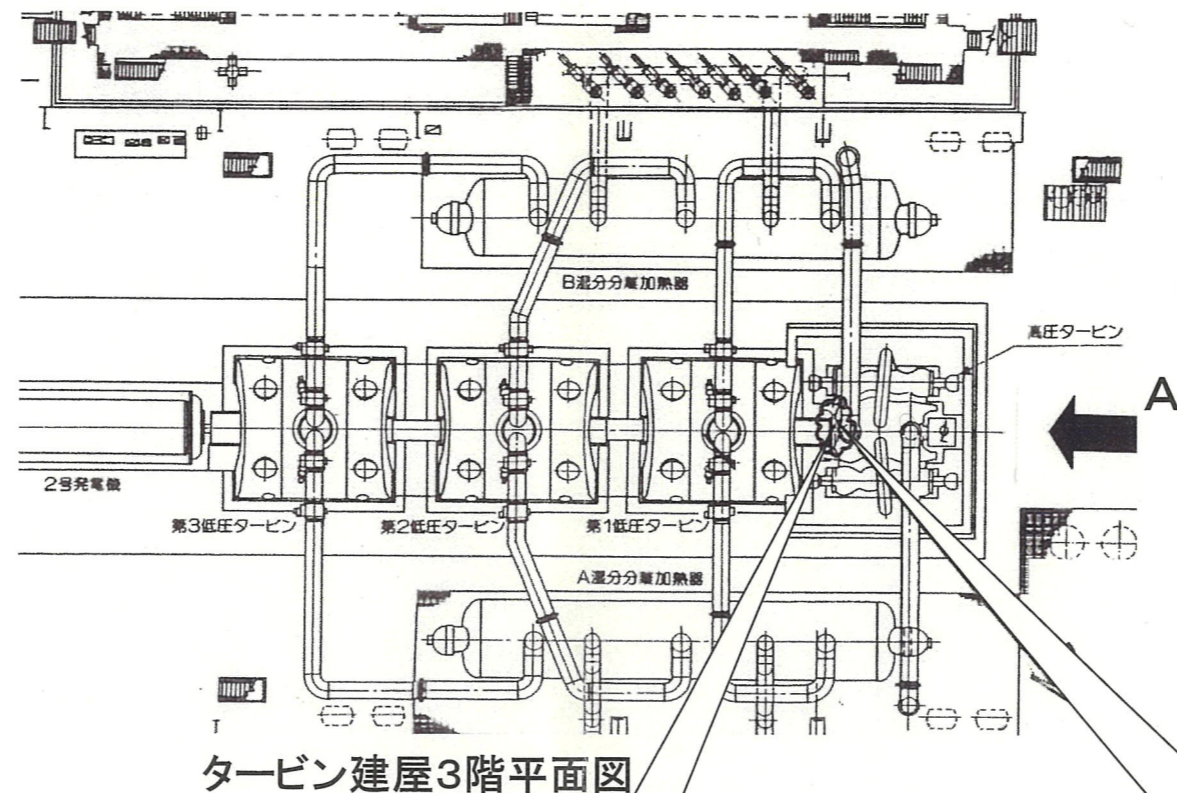 B湿分分離加熱器
高圧タービン
A
2号発電機
第3低圧タービン
第2低圧タービン
第1低圧タービン
A湿分分離加熱器
タービン建屋3階平面図